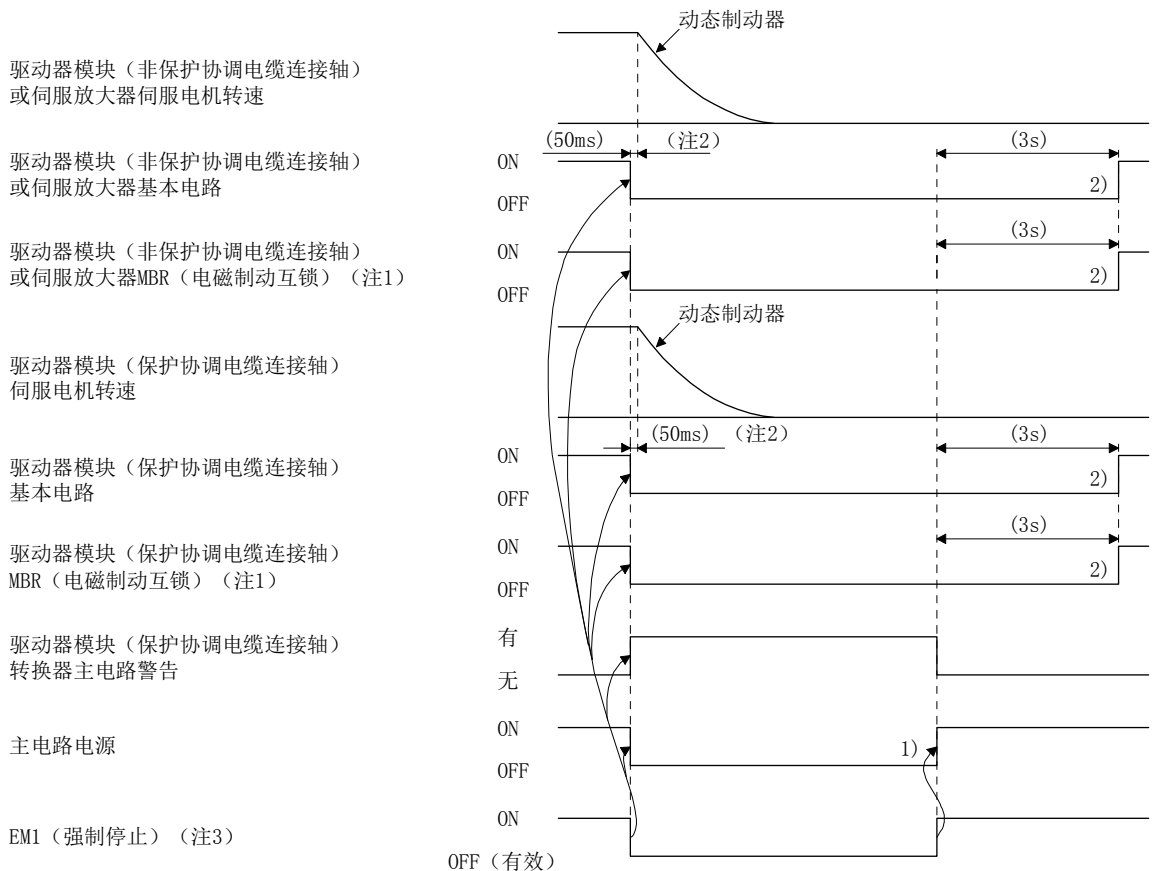 动态制动器
驱动器模块（非保护协调电缆连接轴）
或伺服放大器伺服电机转速
(50ms)
（注2）
(3s)
驱动器模块（非保护协调电缆连接轴）
或伺服放大器基本电路
ON
OFF
2)
(3s)
驱动器模块（非保护协调电缆连接轴）
或伺服放大器MBR（电磁制动互锁）（注1）
ON
OFF
2)
动态制动器
驱动器模块（保护协调电缆连接轴）
伺服电机转速
(50ms) （注2）
(3s)
驱动器模块（保护协调电缆连接轴）
基本电路
ON
OFF
2)
(3s)
驱动器模块（保护协调电缆连接轴）
MBR（电磁制动互锁）（注1）
ON
OFF
2)
驱动器模块（保护协调电缆连接轴）
转换器主电路警告
有
无
主电路电源
ON
OFF
1)
EM1（强制停止）（注3）
ON
OFF（有效）